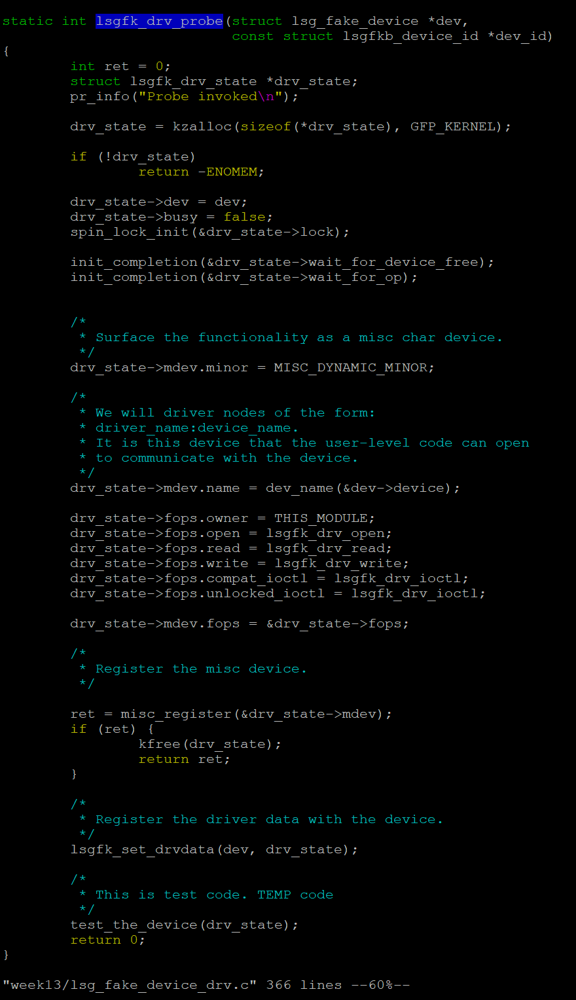 static int lsgfk_drv_probe(struct lsg_fake_device *dev,
                           const struct lsgfkb_device_id *dev_id)
{
        int ret = 0;
        struct lsgfk_drv_state *drv_state;
        pr_info("Probe invoked\n");

        drv_state = kzalloc(sizeof(*drv_state), GFP_KERNEL);

        if (!drv_state)
                return -ENOMEM;

        drv_state->dev = dev;
        drv_state->busy = false;
        spin_lock_init(&drv_state->lock);

        init_completion(&drv_state->wait_for_device_free);
        init_completion(&drv_state->wait_for_op);


        /*
         * Surface the functionality as a misc char device.
         */
        drv_state->mdev.minor = MISC_DYNAMIC_MINOR;

        /*
         * We will driver nodes of the form:
         * driver_name:device_name.
         * It is this device that the user-level code can open
         * to communicate with the device.
         */
        drv_state->mdev.name = dev_name(&dev->device);

        drv_state->fops.owner = THIS_MODULE;
        drv_state->fops.open = lsgfk_drv_open;
        drv_state->fops.read = lsgfk_drv_read;
        drv_state->fops.write = lsgfk_drv_write;
        drv_state->fops.compat_ioctl = lsgfk_drv_ioctl;
        drv_state->fops.unlocked_ioctl = lsgfk_drv_ioctl;

        drv_state->mdev.fops = &drv_state->fops;

        /*
         * Register the misc device.
         */

        ret = misc_register(&drv_state->mdev);
        if (ret) {
                kfree(drv_state);
                return ret;
        }

        /*
         * Register the driver data with the device.
         */
        lsgfk_set_drvdata(dev, drv_state);

        /*
         * This is test code. TEMP code
         */
        test_the_device(drv_state);
        return 0;
}

"week13/lsg_fake_device_drv.c" 366 lines --60%--